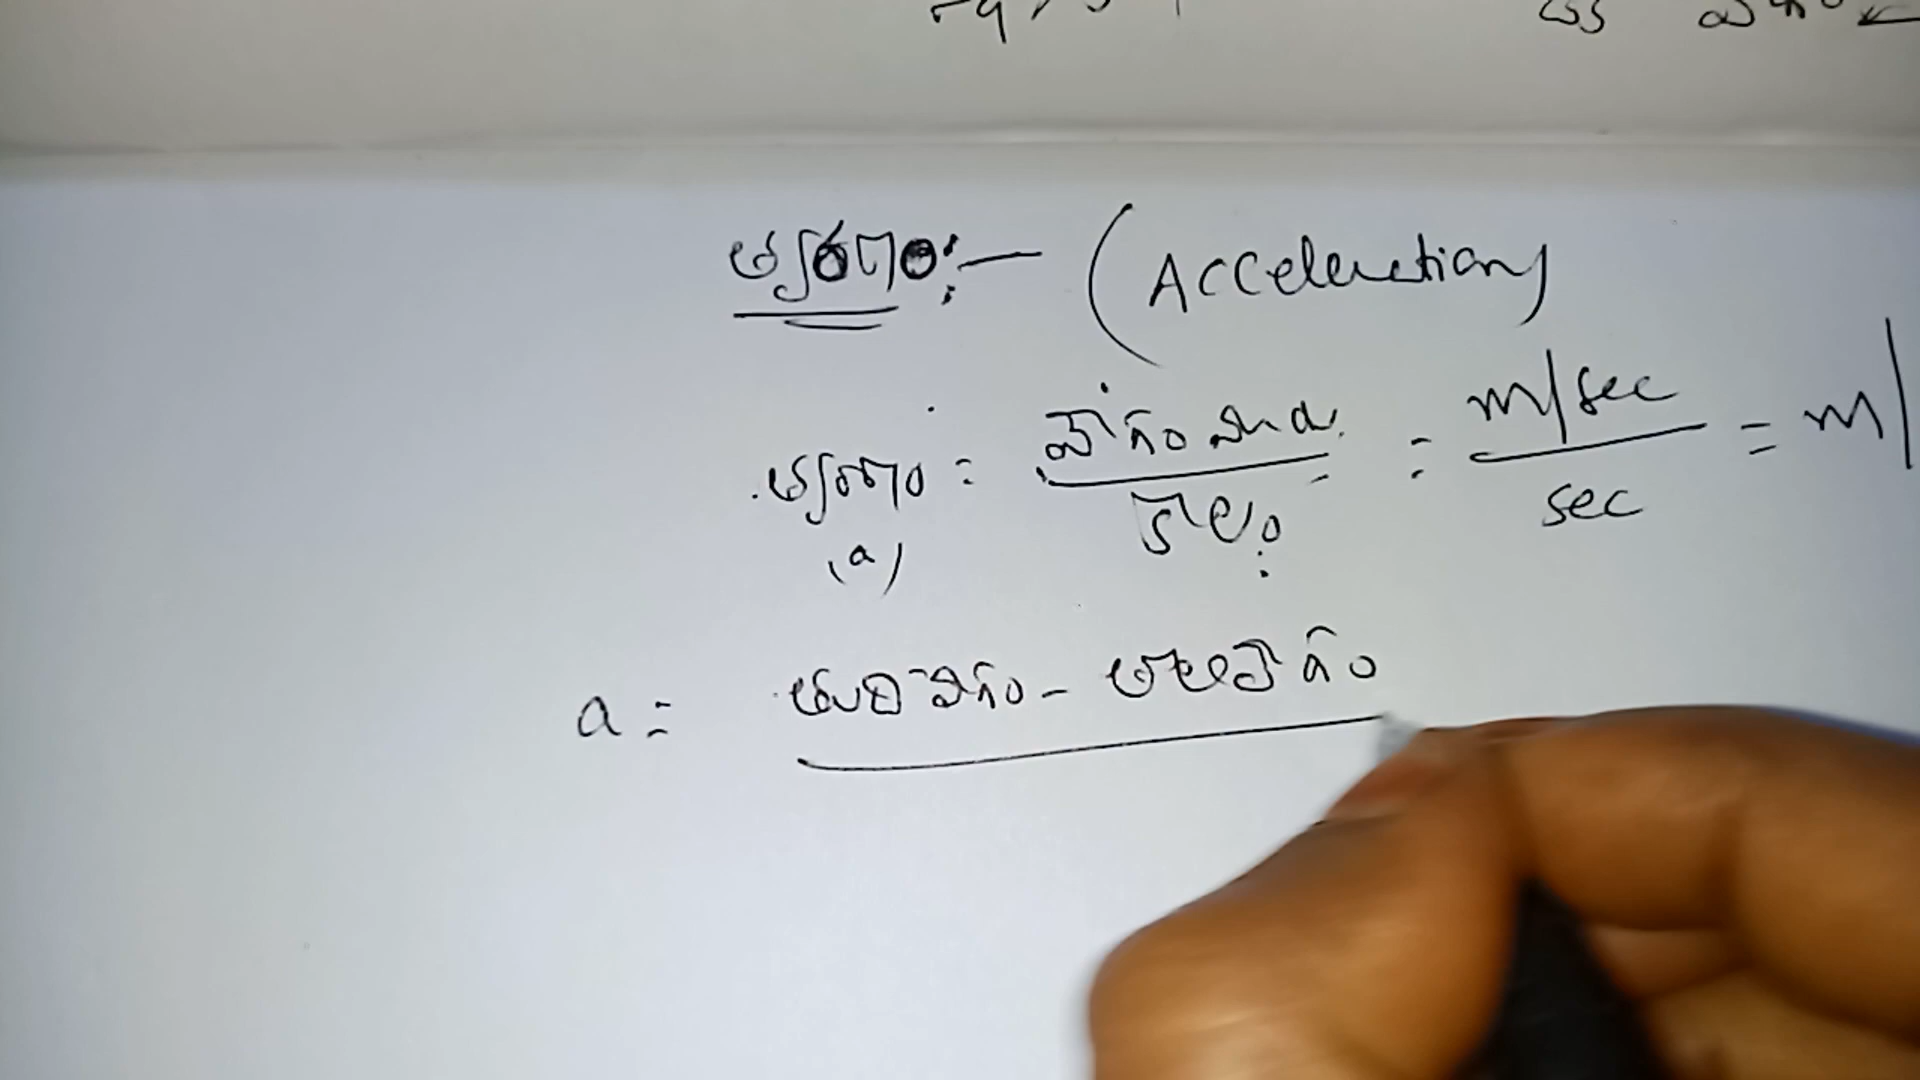 త్వరణం:- (Acceleration)
త్వరణం = వేగం మార్పు / కాలం = m/sec / sec = m/
(a)
a = తుదివేగం - తొలివేగం